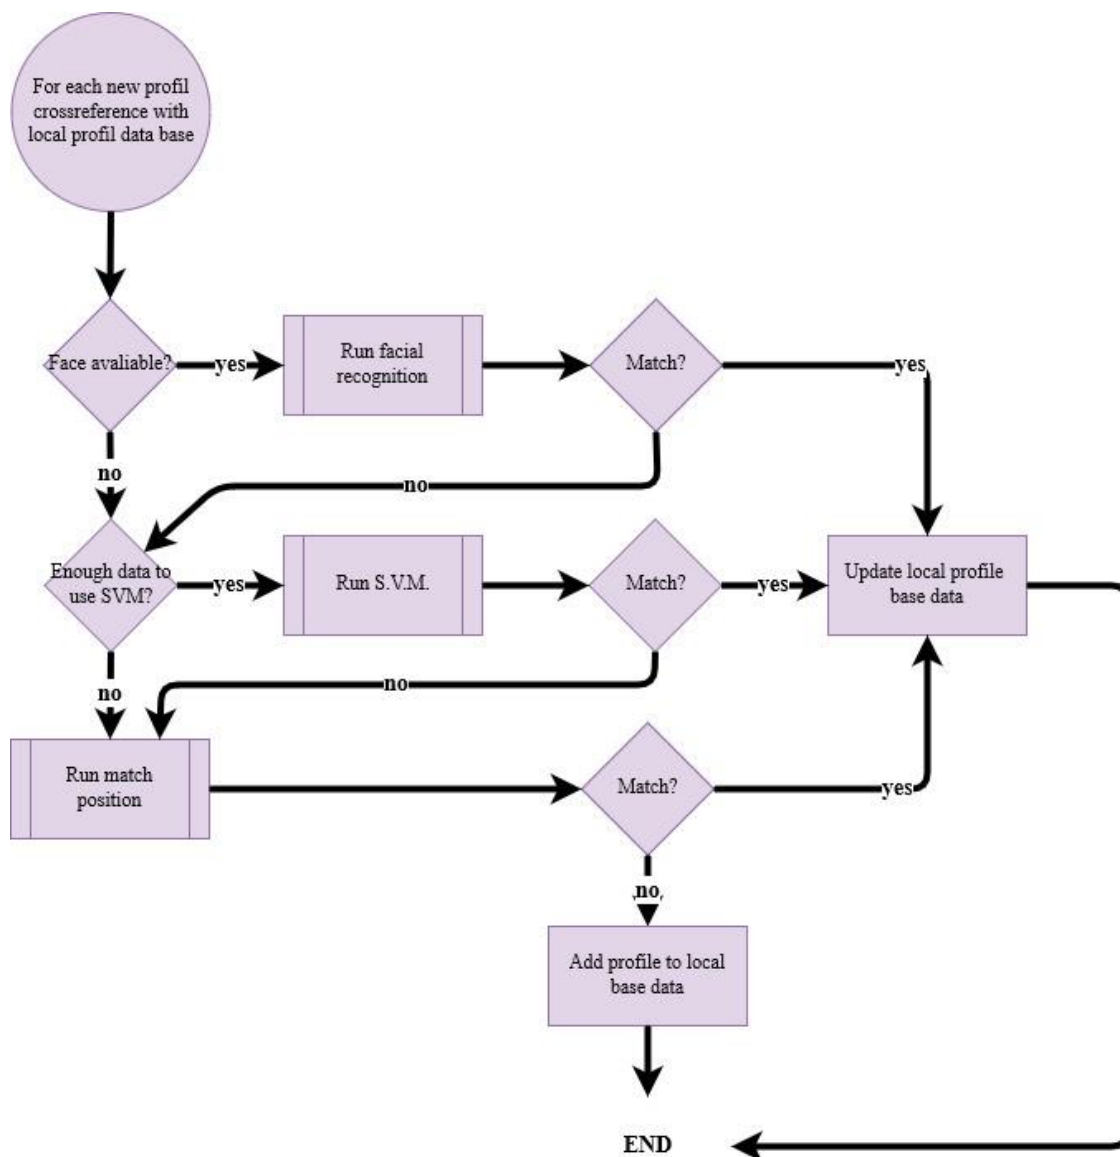 For each new profil
crossreference with
local profil data base
Face avaliable?
yes
Run facial
recognition
Match?
yes
no
no
Enough data to
use SVM?
yes
Run S.V.M.
Match?
yes
Update local profile
base data
no
no
Run match
position
Match?
yes
no
Add profile to local
base data
END